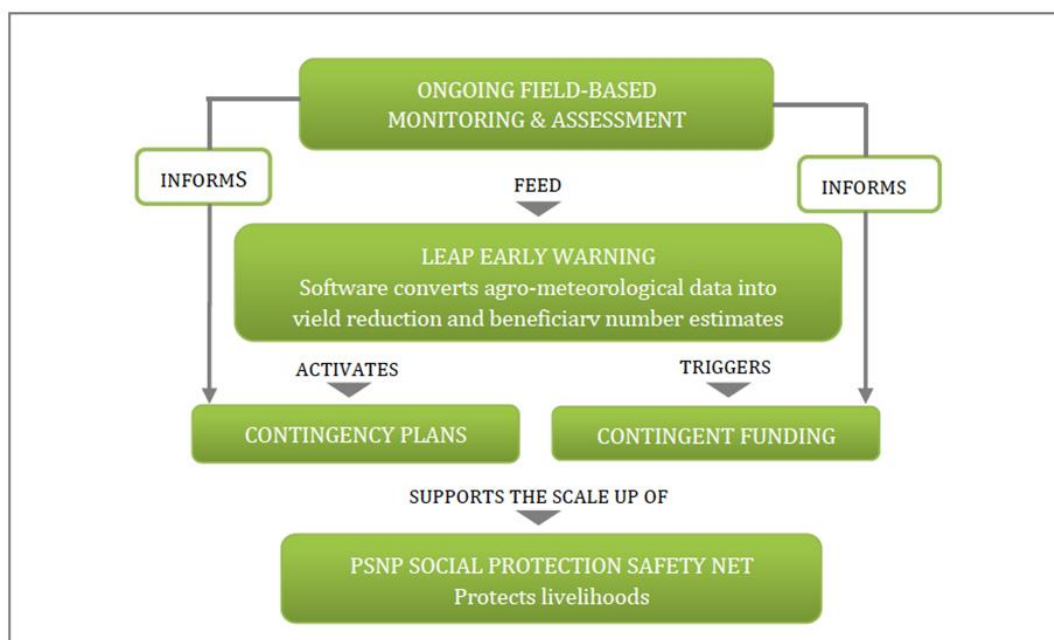 ONGOING FIELD-BASED
MONITORING & ASSESSMENT
INFORMS
INFORMS
FEED
LEAP EARLY WARNING
Software converts agro-meteorological data into
yield reduction and beneficiary number estimates
ACTIVATES
TRIGGERS
CONTINGENCY PLANS
CONTINGENT FUNDING
SUPPORTS THE SCALE UP OF
PSNP SOCIAL PROTECTION SAFETY NET
Protects livelihoods